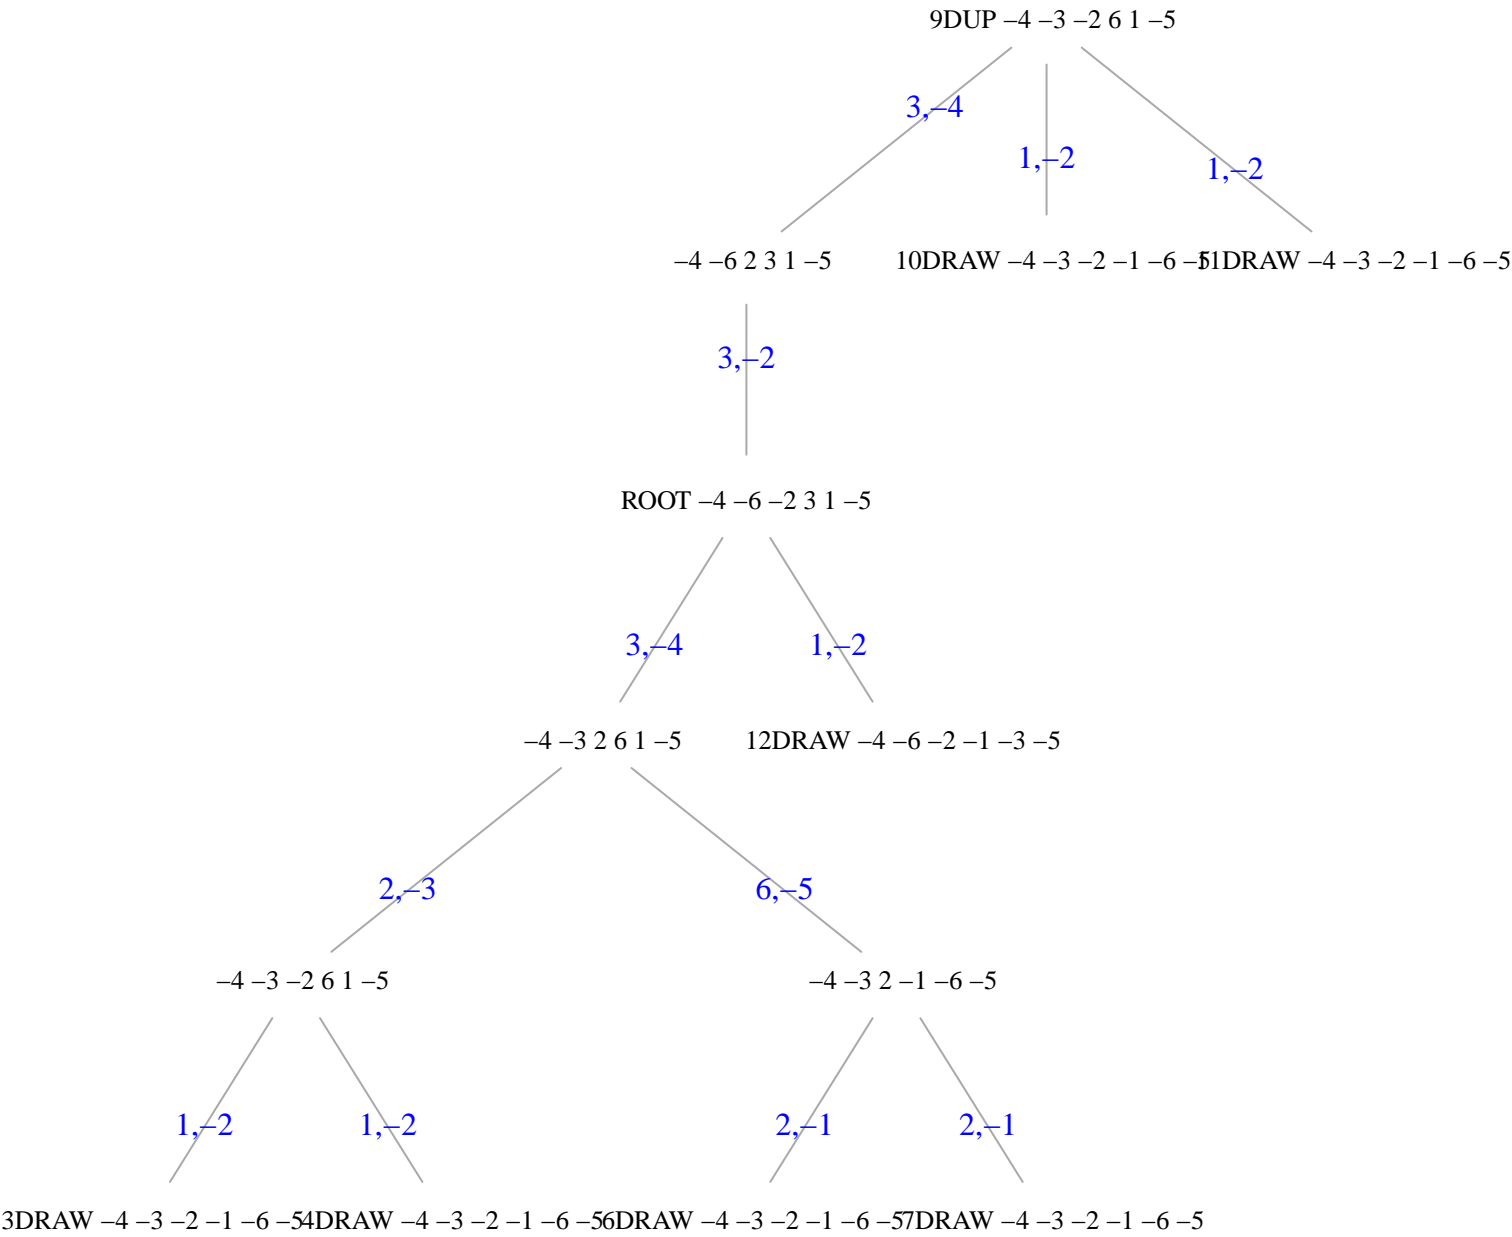 9DUP –4 –3 –2 6 1 –5
3,–4
1,–2
1,–2
–4 –6 2 3 1 –5
10DRAW –4 –3 –2 –1 –6 –5
11DRAW –4 –3 –2 –1 –6 –5
3,–2
ROOT –4 –6 –2 3 1 –5
3,–4
1,–2
–4 –3 2 6 1 –5
12DRAW –4 –6 –2 –1 –3 –5
2,–3
6,–5
–4 –3 –2 6 1 –5
–4 –3 2 –1 –6 –5
1,–2
1,–2
2,–1
2,–1
3DRAW –4 –3 –2 –1 –6 –5
4DRAW –4 –3 –2 –1 –6 –5
6DRAW –4 –3 –2 –1 –6 –5
7DRAW –4 –3 –2 –1 –6 –5